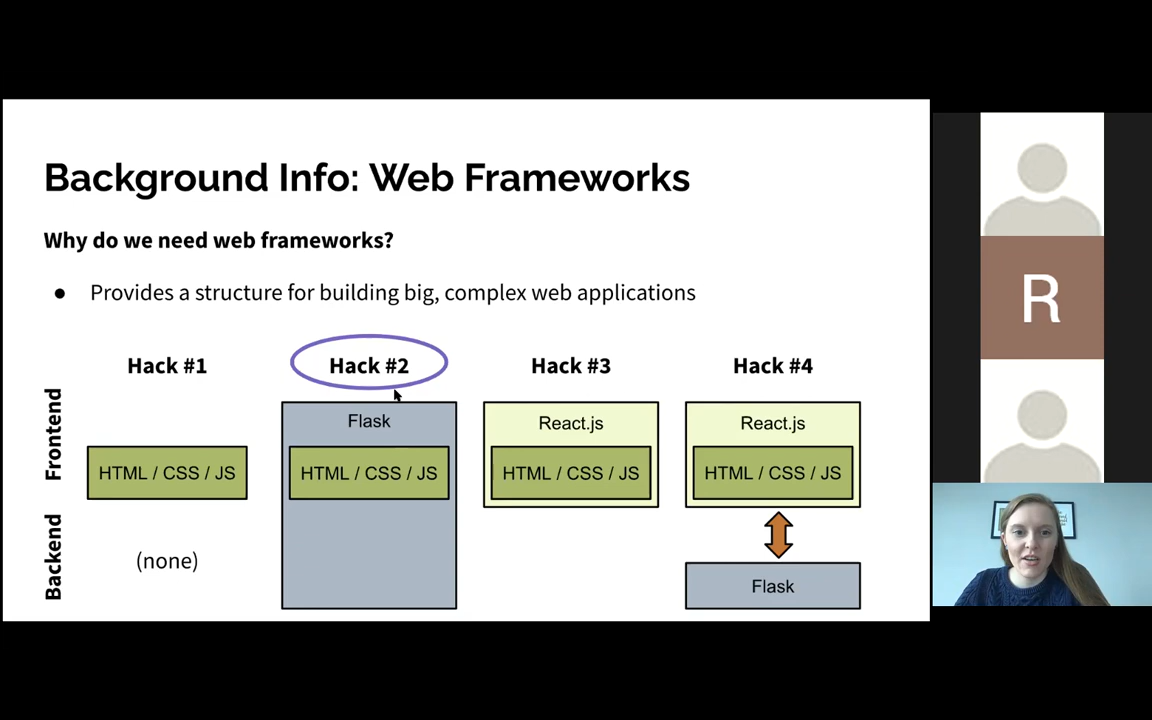 Background Info: Web Frameworks
Why do we need web frameworks?
● Provides a structure for building big, complex web applications
Hack #1
Hack #2
Hack #3
Hack #4
Frontend
Flask
React.js
React.js
HTML / CSS / JS
HTML / CSS / JS
HTML / CSS / JS
HTML / CSS / JS
Backend
(none)
Flask
R